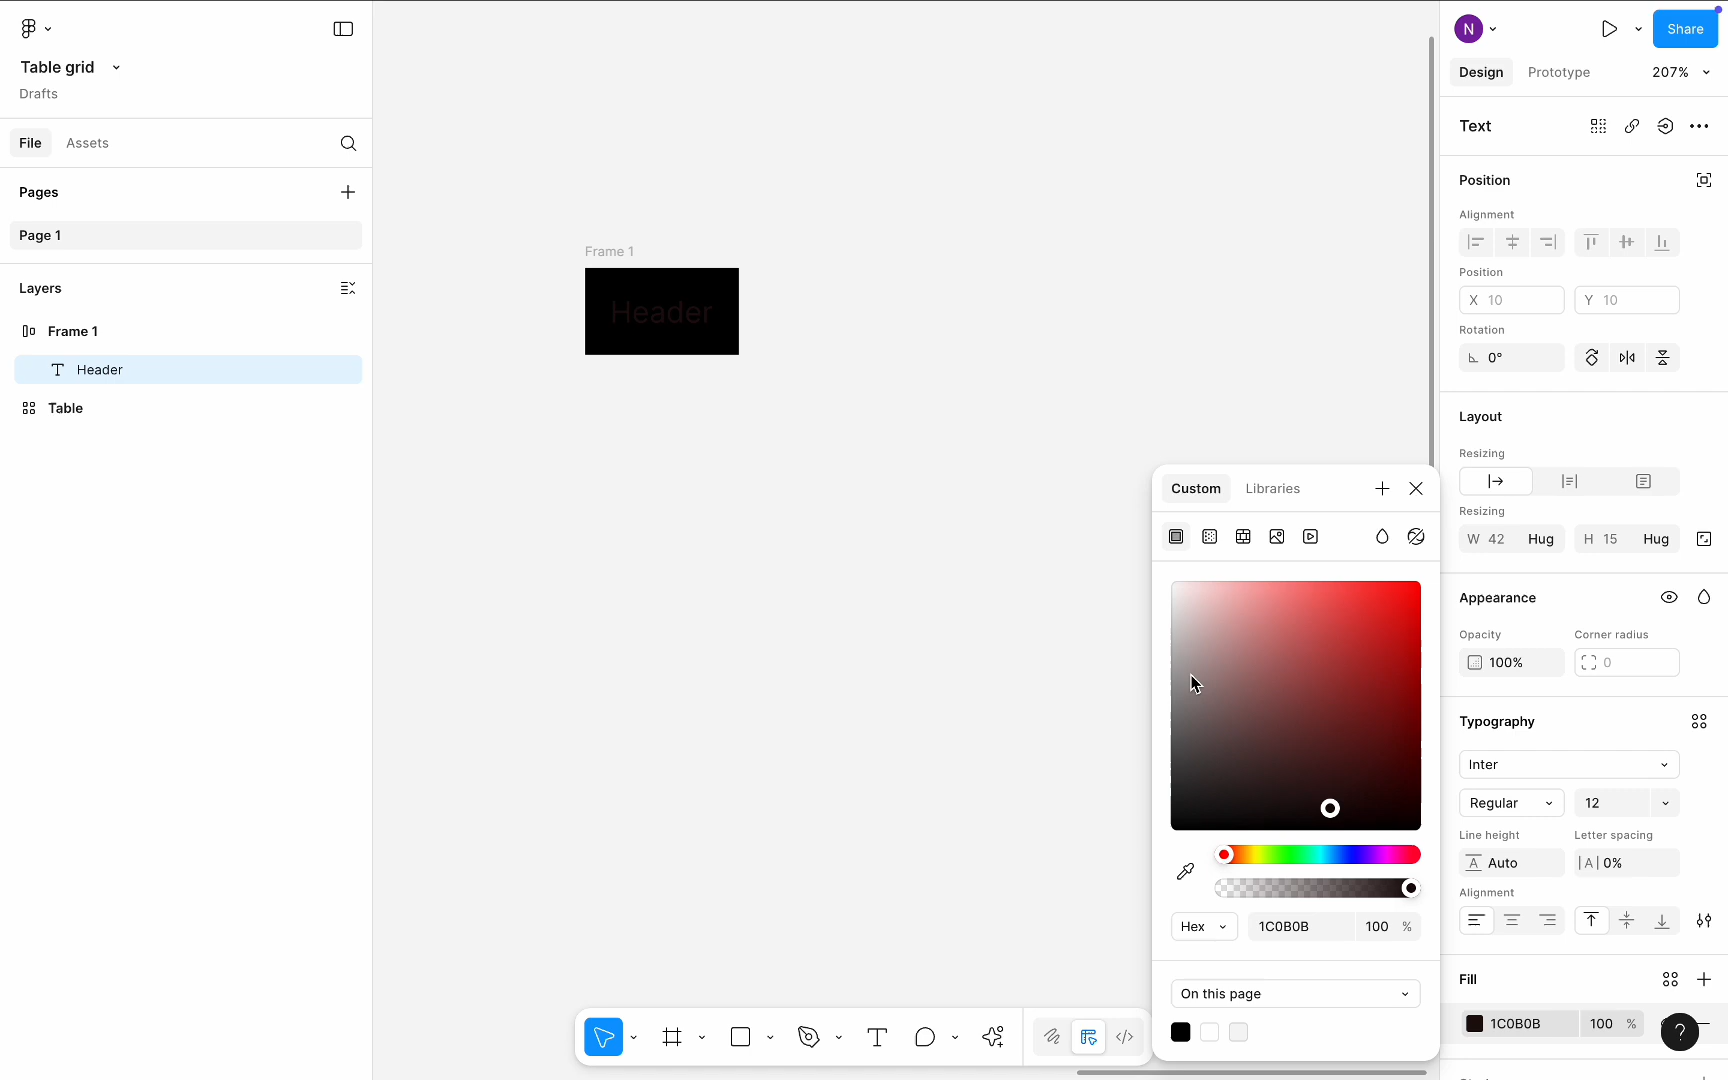 N
Share
Table grid
Drafts
Design
Prototype
207%
File
Assets
Text
Pages
Position
Page 1
Alignment
Frame 1
Position
X 10
Y 10
Layers
Header
Rotation
Frame 1
0°
Header
Table
Layout
Resizing
Custom
Libraries
Resizing
W 42 Hug
H 15 Hug
Appearance
Opacity
Corner radius
100%
0
Typography
Inter
Regular
12
Line height
Letter spacing
A Auto
|A| 0%
Alignment
Hex
1C0B0B
100 %
Fill
On this page
1C0B0B
100 %
?